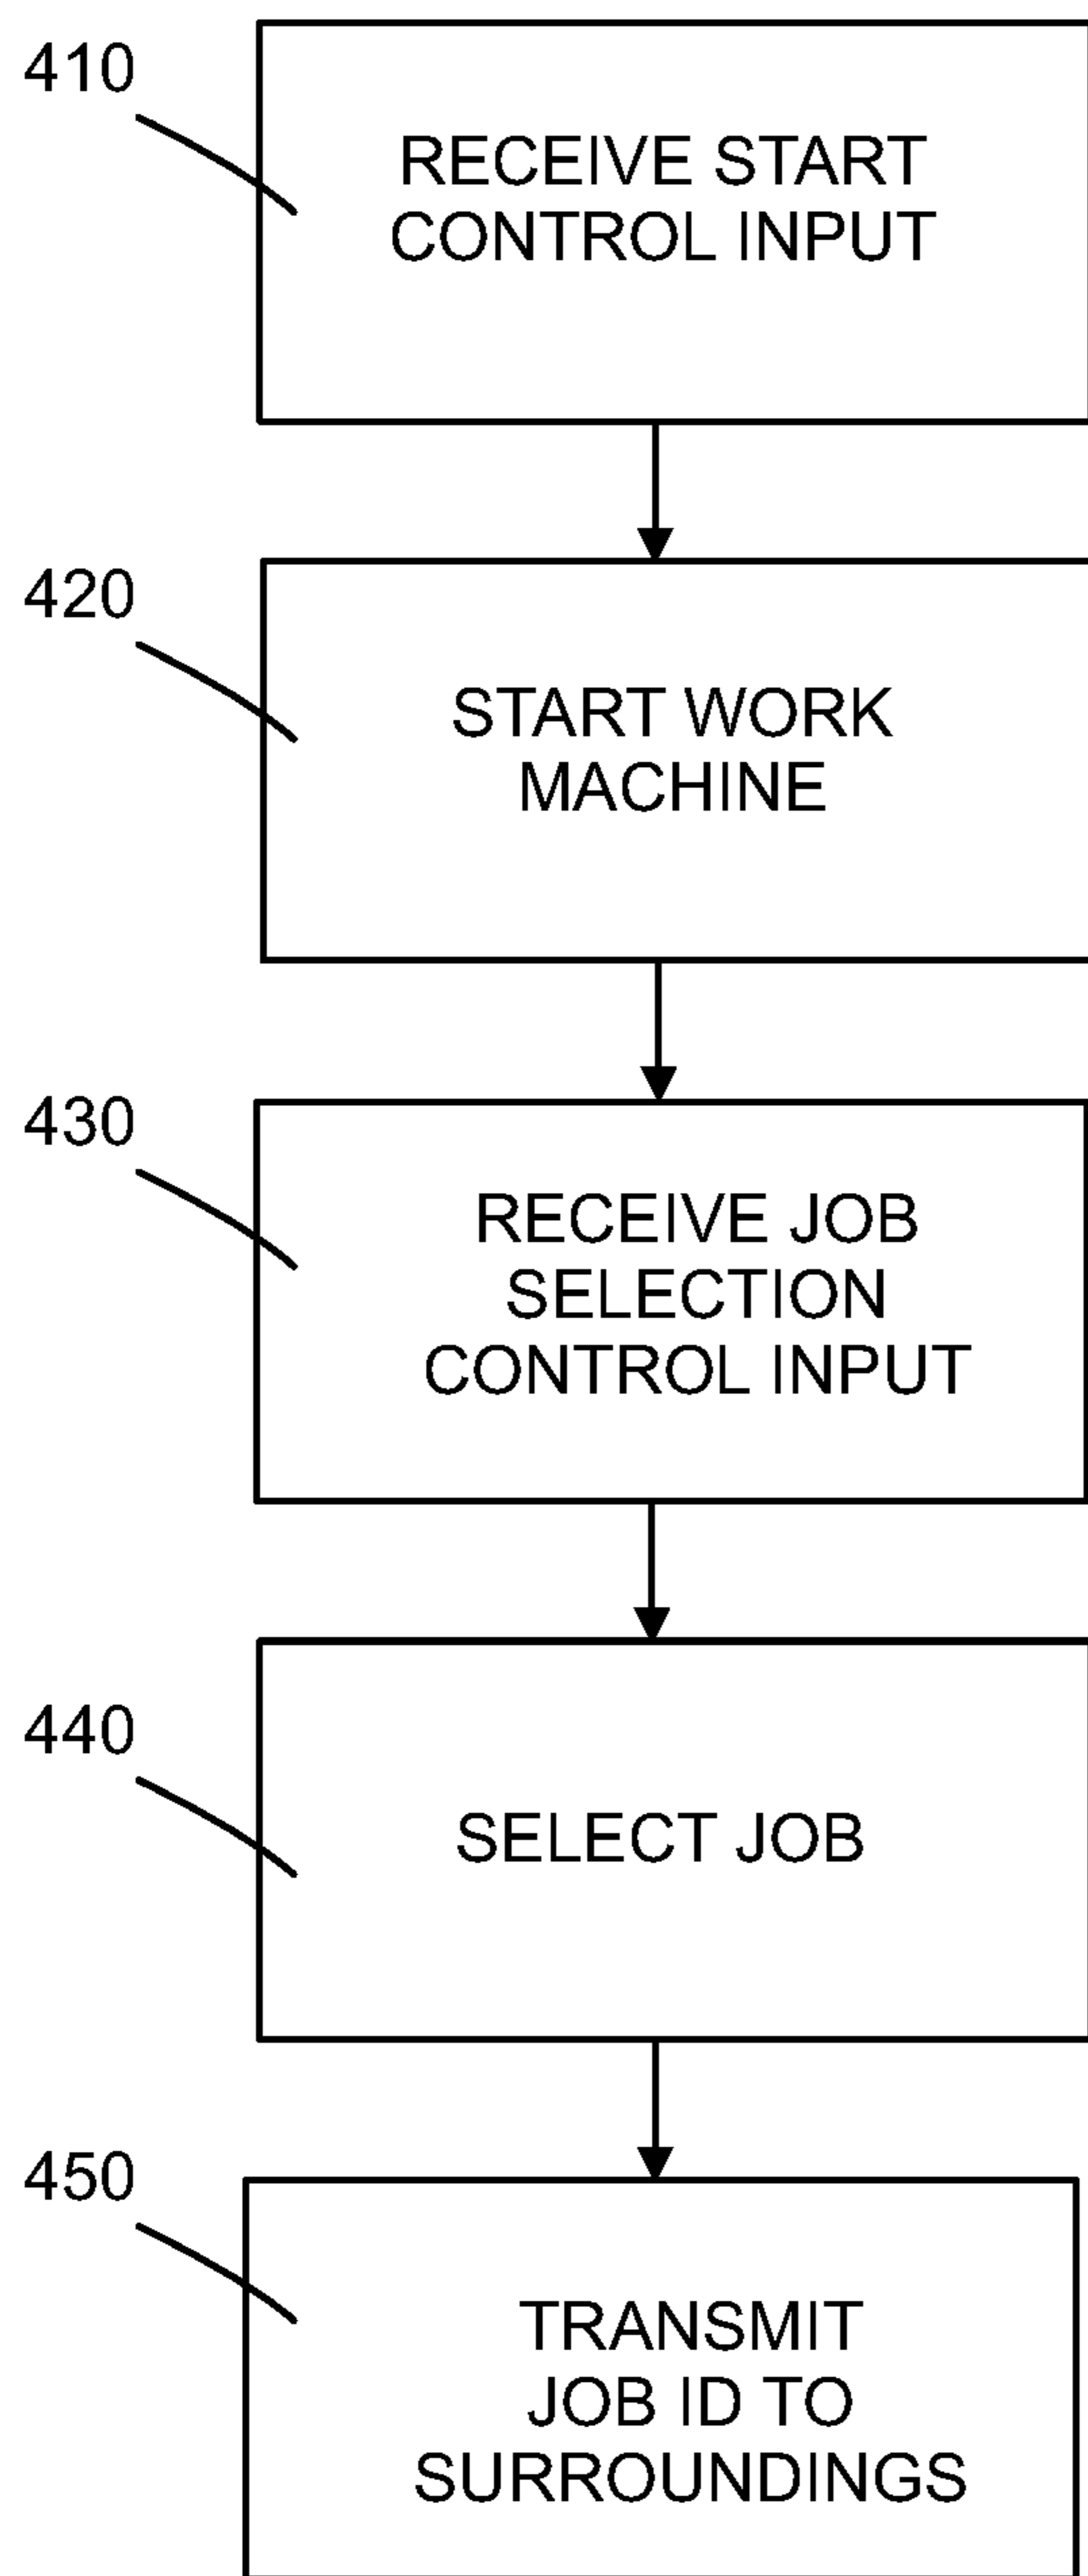 410
RECEIVE START
CONTROL INPUT
420
START WORK
MACHINE
430
RECEIVE JOB
SELECTION
CONTROL INPUT
440
SELECT JOB
450
TRANSMIT
JOB ID TO
SURROUNDINGS